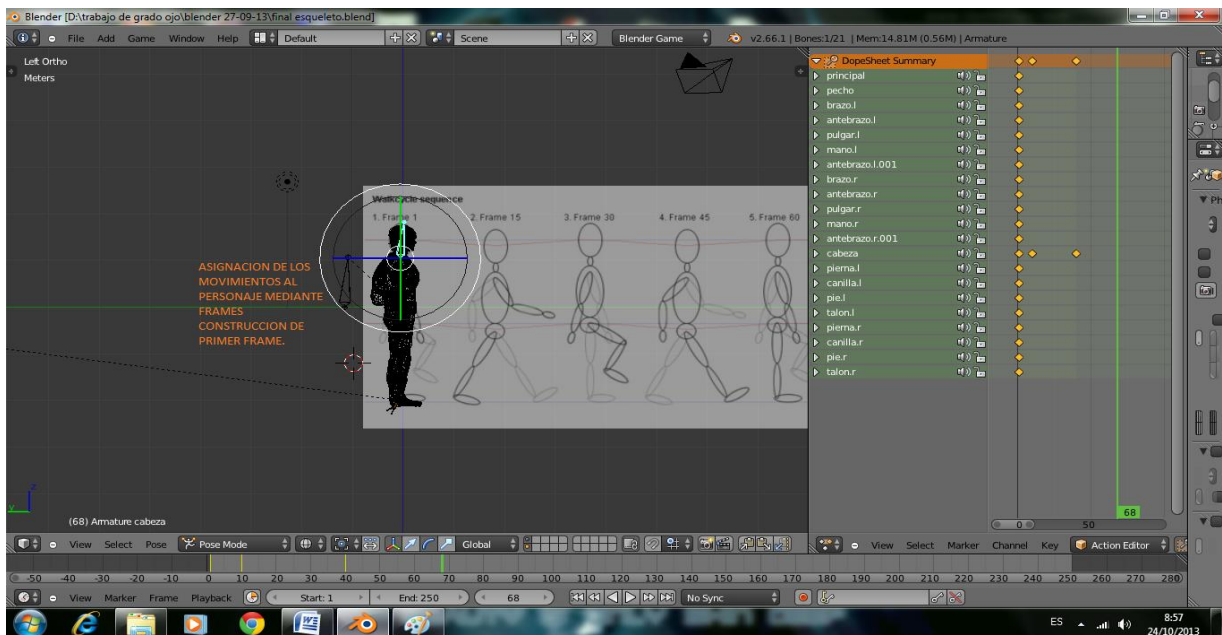 Blender [D:\trabajo de grado ojo\blender 27-09-13\final esqueleto.blend]
File Add Game Window Help Default Scene Blender Game v2.66.1 | Bones:1/21 | Mem:14.81M (0.56M) | Armature
Left Ortho
Meters
Walkcycle sequence
1. Frame 1 2. Frame 15 3. Frame 30 4. Frame 45 5. Frame 60
ASIGNACION DE LOS
MOVIMIENTOS AL
PERSONAJE MEDIANTE
FRAMES
CONSTRUCCION DE
PRIMER FRAME.
z
y
(68) Armature cabeza
DopeSheet Summary
principal
pecho
brazo.l
antebrazo.l
pulgar.l
mano.l
antebrazo.l.001
brazo.r
antebrazo.r
pulgar.r
mano.r
antebrazo.r.001
cabeza
pierna.l
canilla.l
pie.l
talon.l
pierna.r
canilla.r
pie.r
talon.r
68
0 50
Ph
View Select Pose Pose Mode Global
View Select Marker Channel Key Action Editor
-50 -40 -30 -20 -10 0 10 20 30 40 50 60 70 80 90 100 110 120 130 140 150 160 170 180 190 200 210 220 230 240 250 260 270 280
View Marker Frame Playback Start: 1 End: 250 68 No Sync
ES 8:57
24/10/2013